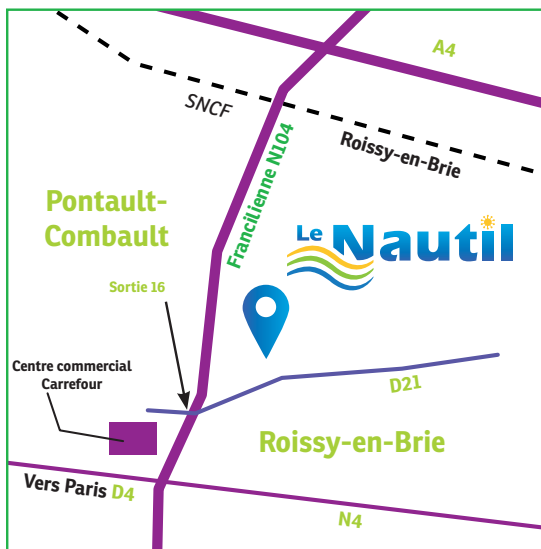 A4
SNCF
Roissy-en-Brie
Francilienne N104
Pontault-
Combault
Le Nautil
Sortie 16
Centre commercial
Carrefour
D21
Roissy-en-Brie
Vers Paris D4
N4